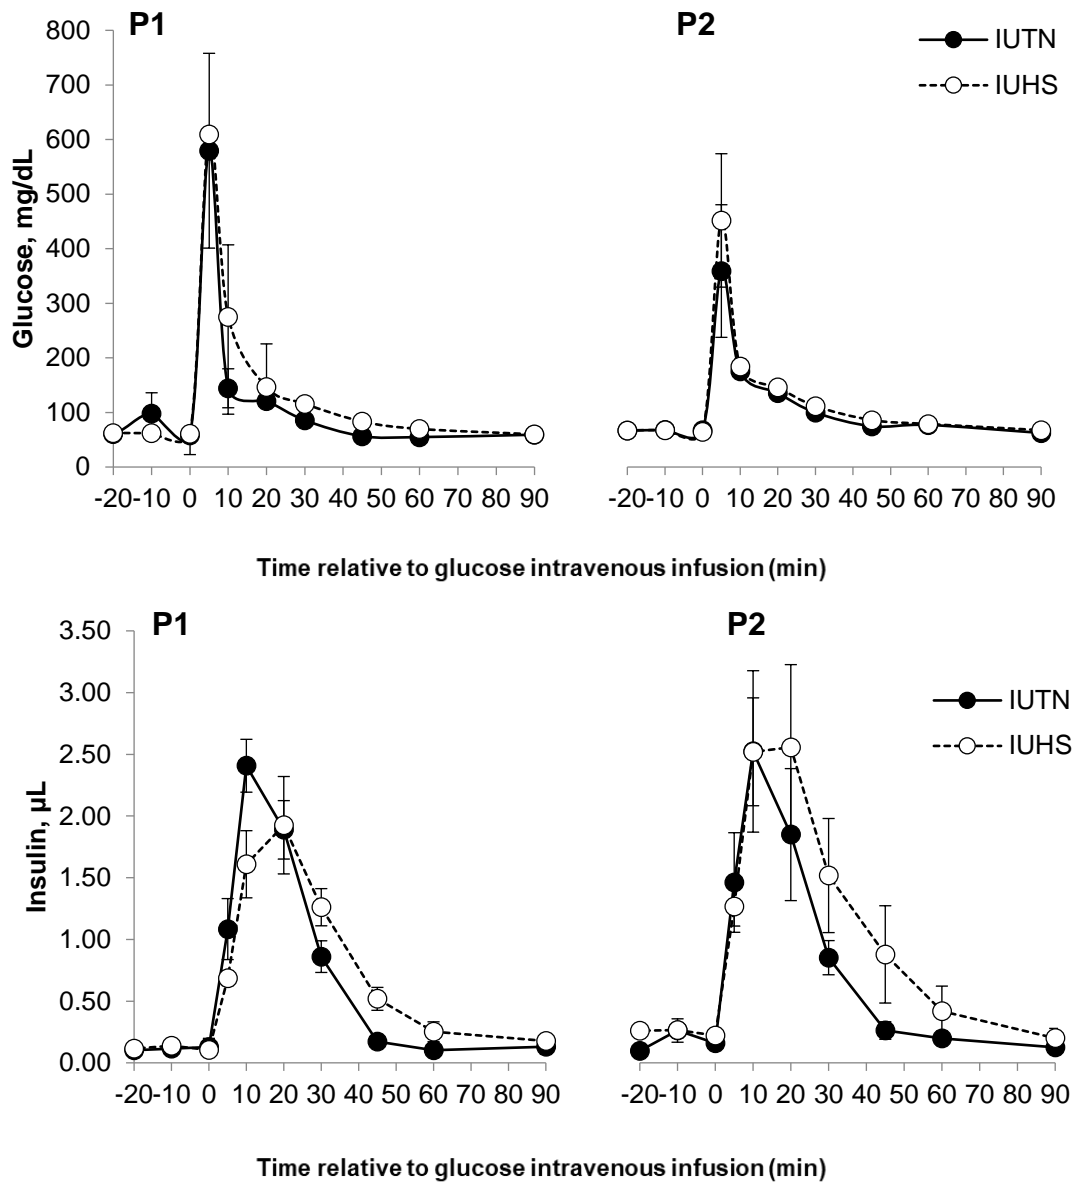 P1
P2
IUTN
IUHS
Glucose, mg/dL
800
700
600
500
400
300
200
100
0
-20 -10 0 10 20 30 40 50 60 70 80 90
-20 -10 0 10 20 30 40 50 60 70 80 90
Time relative to glucose intravenous infusion (min)
P1
P2
IUTN
IUHS
Insulin, µL
3.50
3.00
2.50
2.00
1.50
1.00
0.50
0.00
-20 -10 0 10 20 30 40 50 60 70 80 90
-20 -10 0 10 20 30 40 50 60 70 80 90
Time relative to glucose intravenous infusion (min)